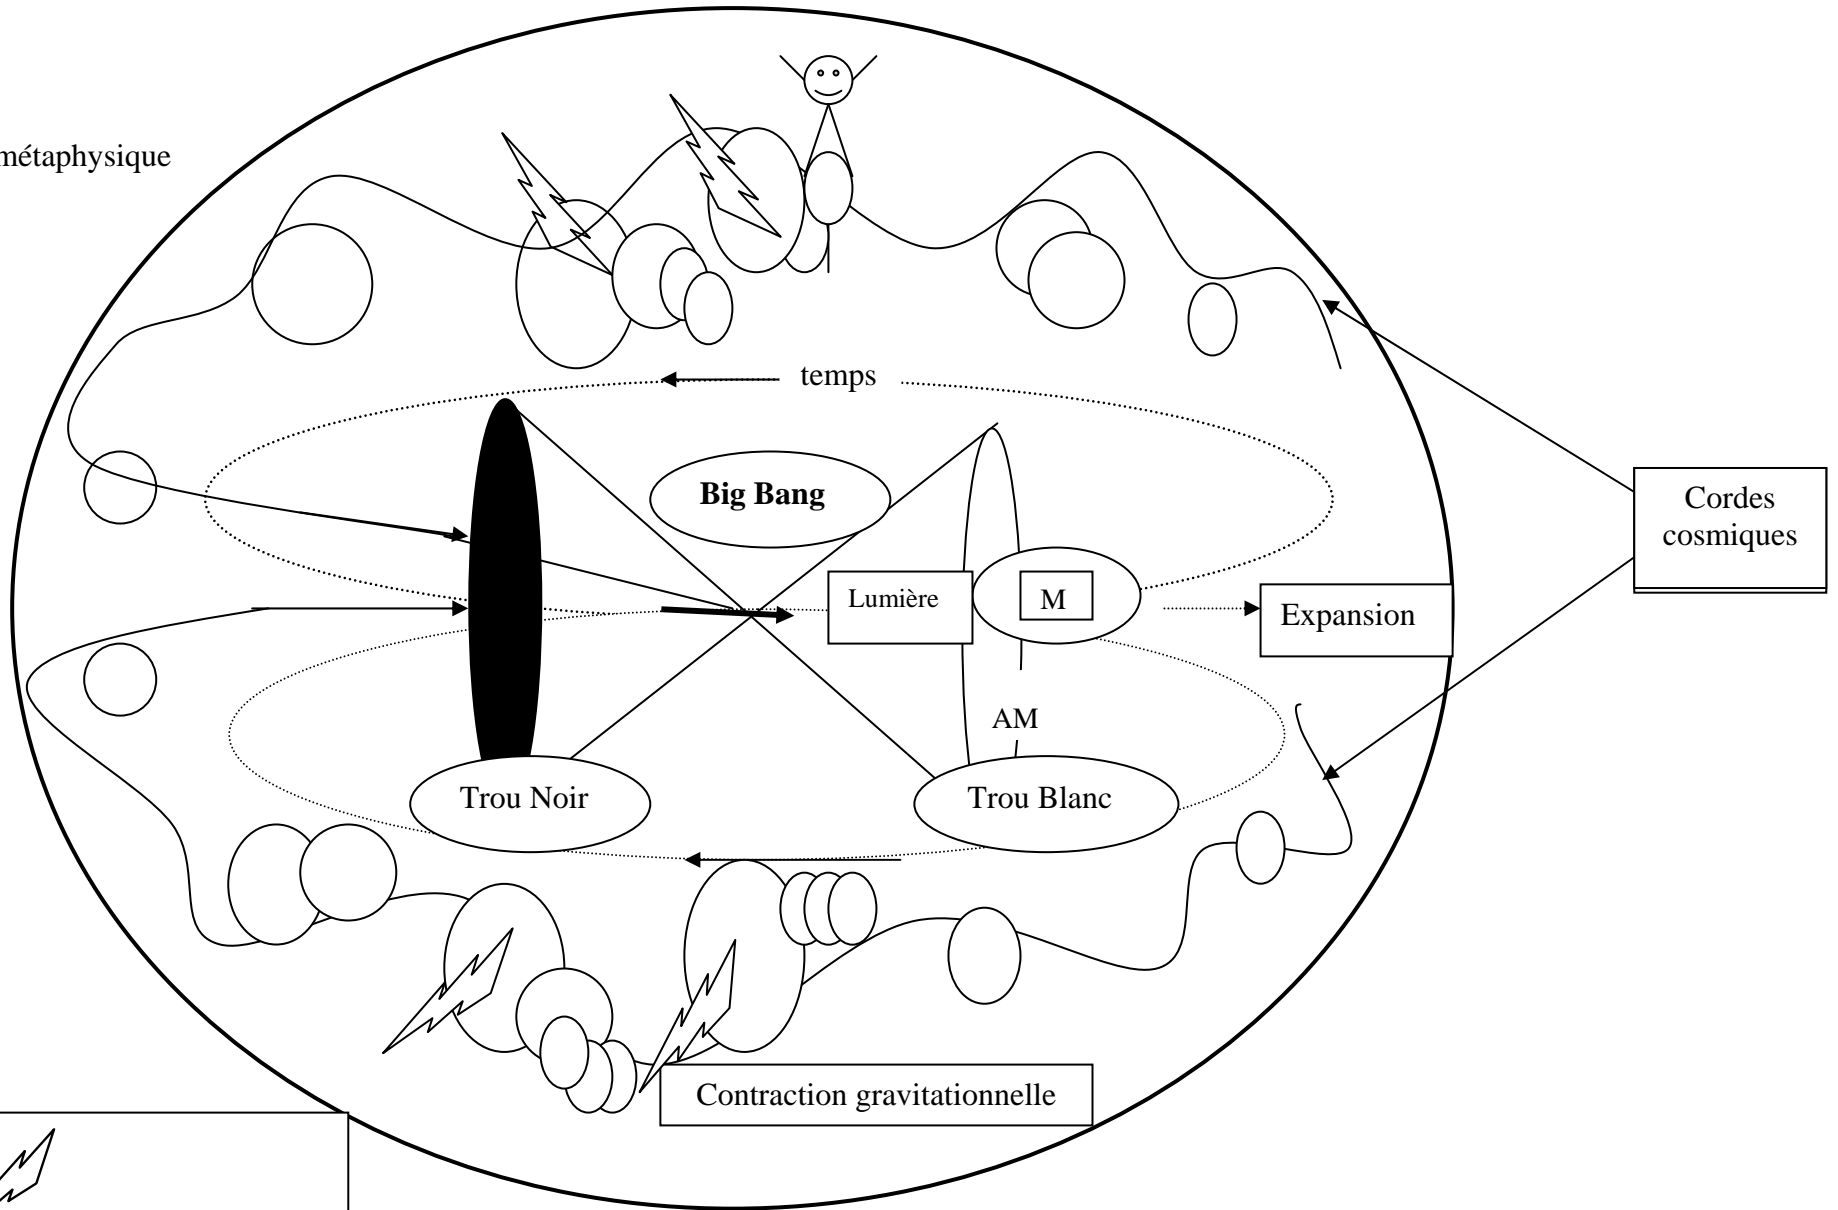 métaphysique
temps
Big Bang
Cordes
cosmiques
Lumière
M
Expansion
AM
Trou Noir
Trou Blanc
Contraction gravitationnelle